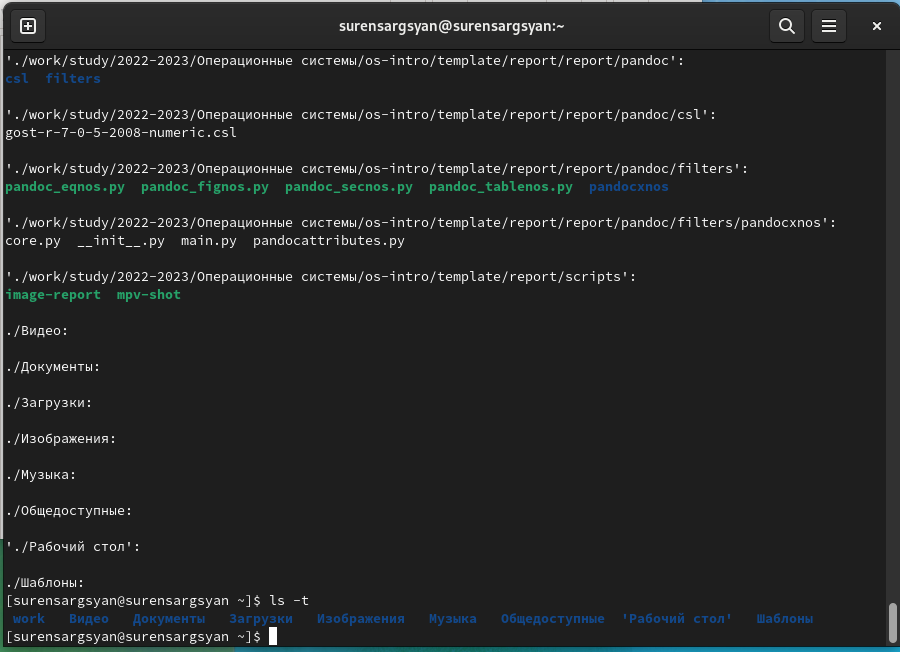 surensargsyan@surensargsyan:~
'./work/study/2022-2023/Операционные системы/os-intro/template/report/report/pandoc':
csl  filters
'./work/study/2022-2023/Операционные системы/os-intro/template/report/report/pandoc/csl':
gost-r-7-0-5-2008-numeric.csl
'./work/study/2022-2023/Операционные системы/os-intro/template/report/report/pandoc/filters':
pandoc_eqnos.py  pandoc_fignos.py  pandoc_secnos.py  pandoc_tablenos.py  pandocxnos
'./work/study/2022-2023/Операционные системы/os-intro/template/report/report/pandoc/filters/pandocxnos':
core.py  __init__.py  main.py  pandocattributes.py
'./work/study/2022-2023/Операционные системы/os-intro/template/report/scripts':
image-report  mpv-shot
./Видео:
./Документы:
./Загрузки:
./Изображения:
./Музыка:
./Общедоступные:
'./Рабочий стол':
./Шаблоны:
[surensargsyan@surensargsyan ~]$ ls -t
work  Видео  Документы  Загрузки  Изображения  Музыка  Общедоступные  'Рабочий стол'  Шаблоны
[surensargsyan@surensargsyan ~]$